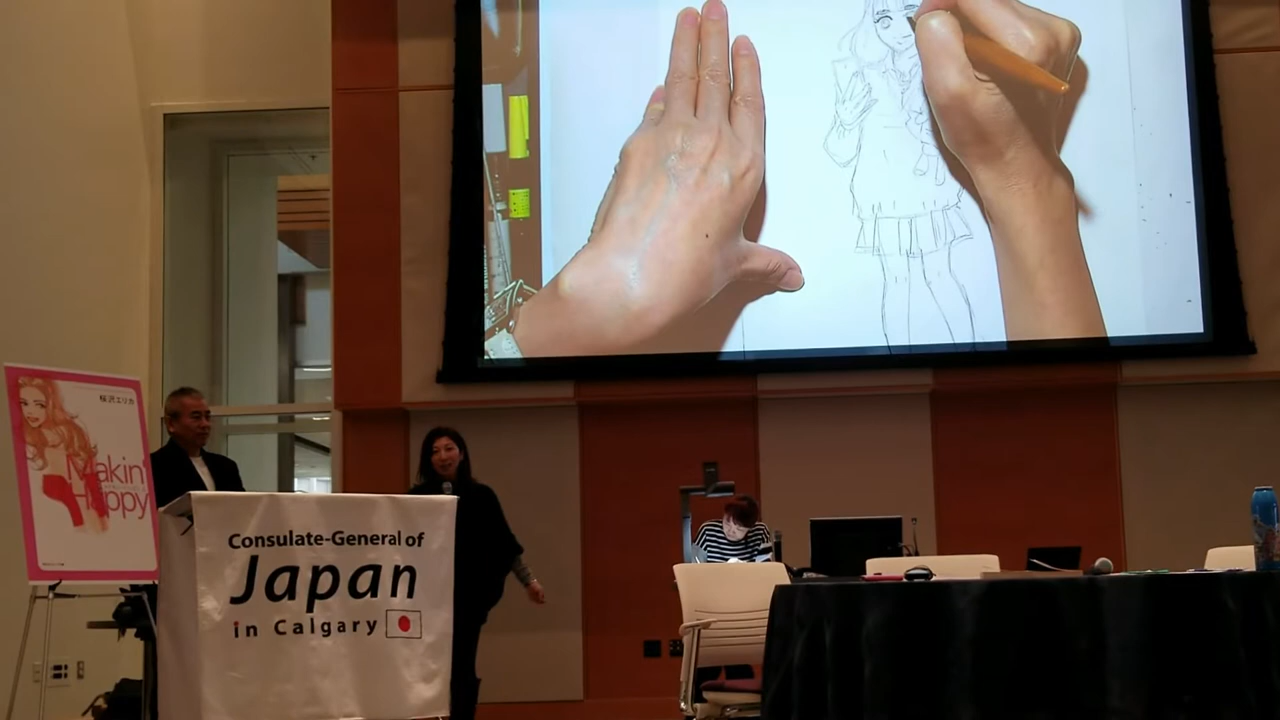 桜沢エリカ
Makin'
Happy
Consulate-General of
Japan
in Calgary